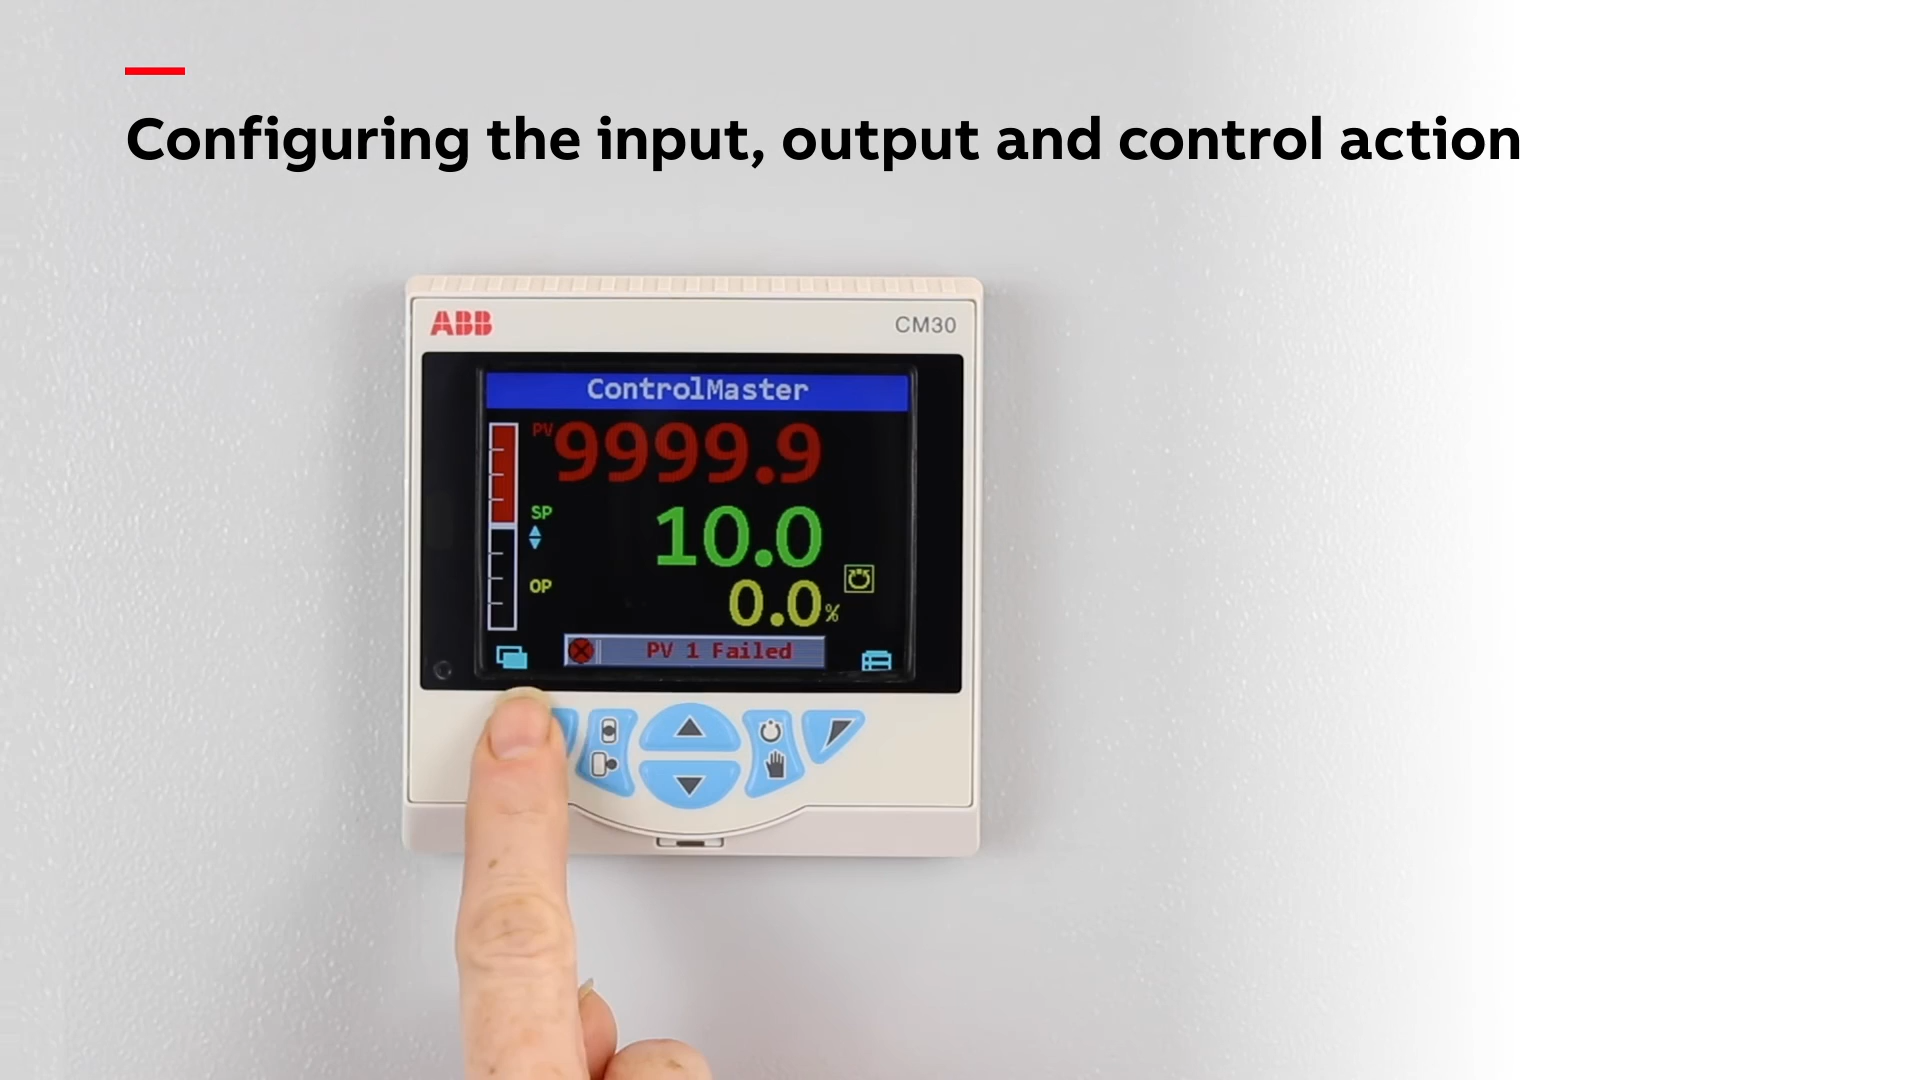 Configuring the input, output and control action
ABB
CM30
ControlMaster
PV 9999.9
SP 10.0
OP 0.0 %
PV 1 Failed